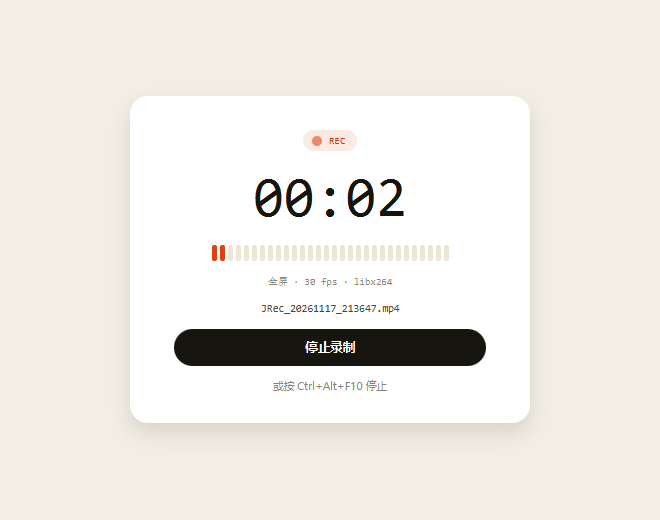 REC
00:02
全屏 · 30 fps · libx264
JRec_20261117_213647.mp4
停止录制
或按 Ctrl+Alt+F10 停止